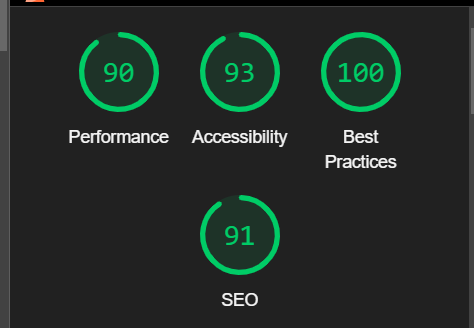 90
93
100
Performance
Accessibility
Best
Practices
91
SEO